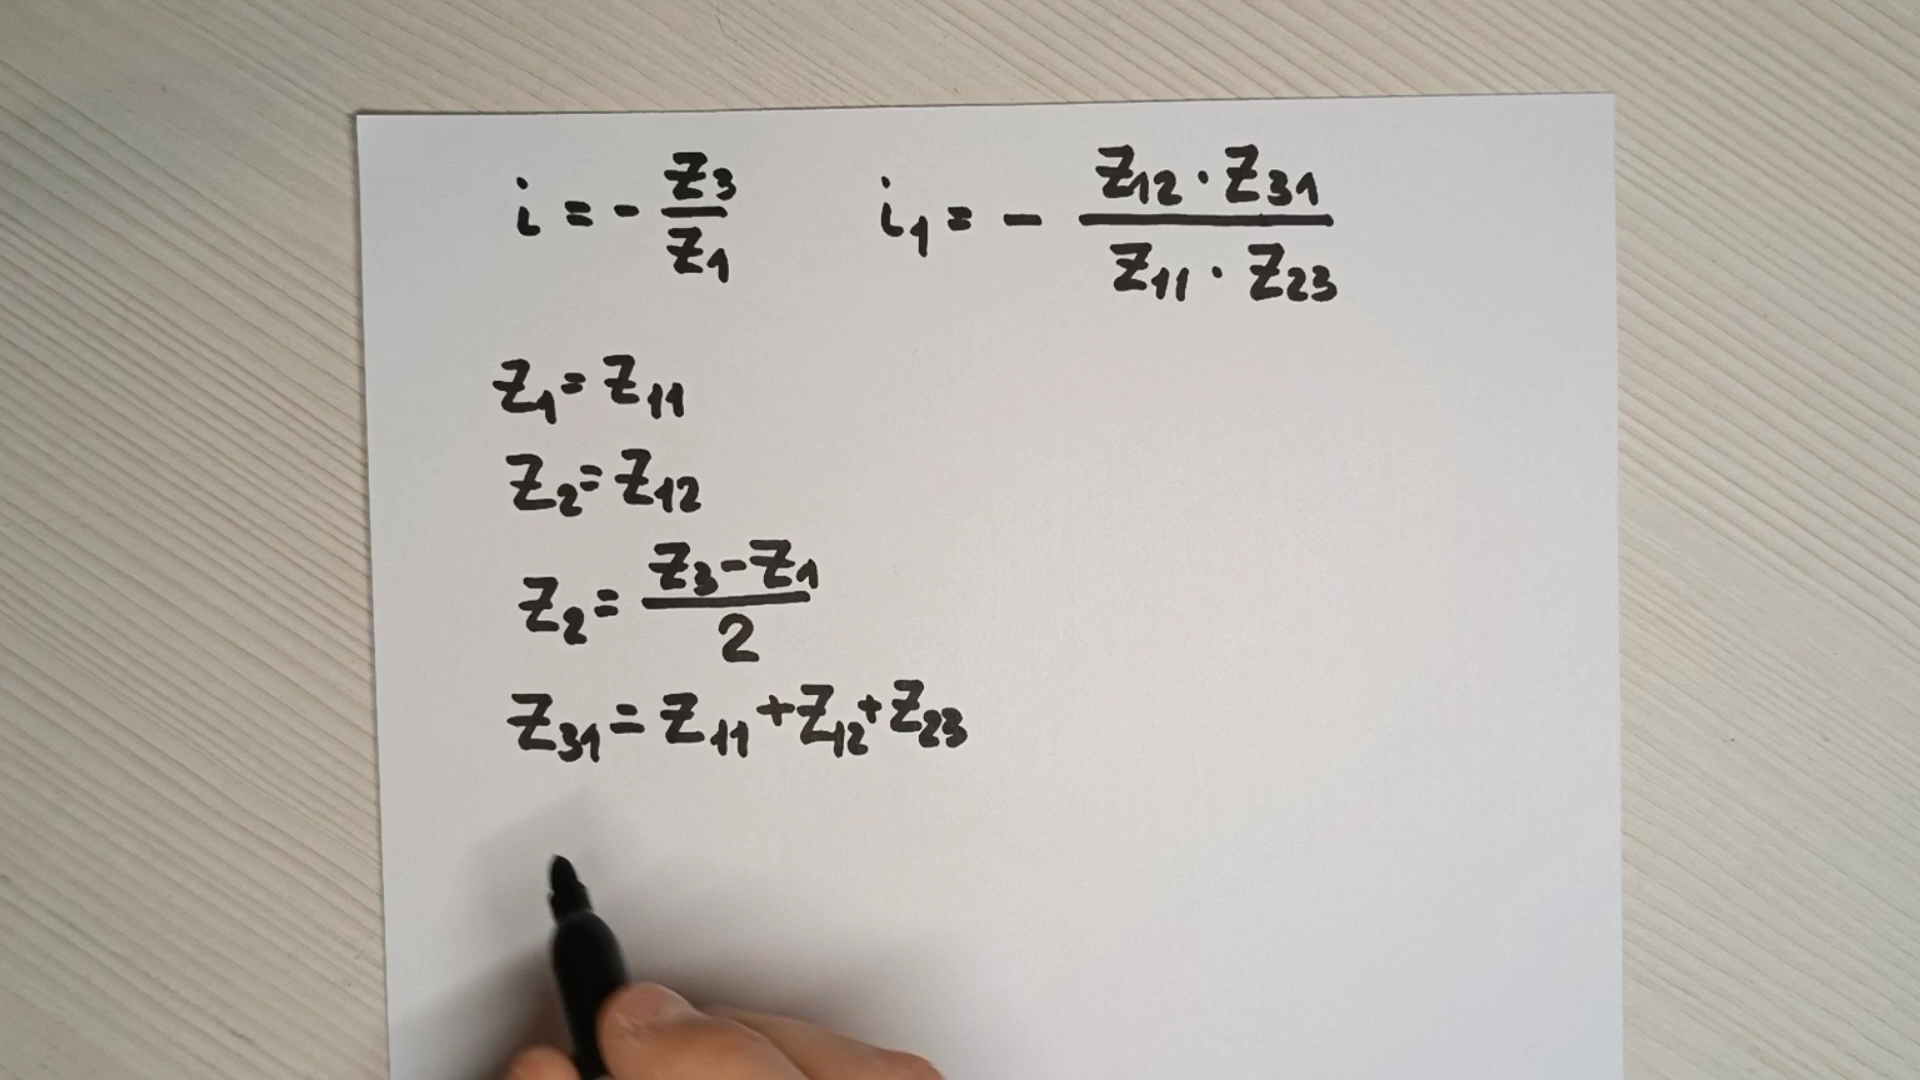 i = - Z3/Z1    i1 = - (Z12 · Z31)/(Z11 · Z23)
Z1 = Z11
Z2 = Z12
Z2 = (Z3 - Z1)/2
Z31 = Z11 + Z12 + Z23